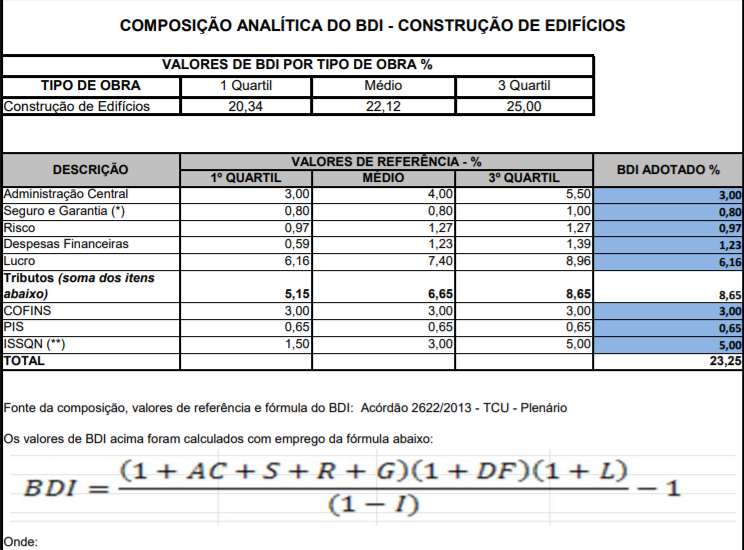 COMPOSIÇÃO ANALÍTICA DO BDI - CONSTRUÇÃO DE EDIFÍCIOS
VALORES DE BDI POR TIPO DE OBRA %
TIPO DE OBRA 1 Quartil Médio 3 Quartil
Construção de Edifícios 20,34 22,12 25,00
DESCRIÇÃO VALORES DE REFERÊNCIA - % BDI ADOTADO %
1º QUARTIL MÉDIO 3º QUARTIL
Administração Central 3,00 4,00 5,50 3,00
Seguro e Garantia (*) 0,80 0,80 1,00 0,80
Risco 0,97 1,27 1,27 0,97
Despesas Financeiras 0,59 1,23 1,39 1,23
Lucro 6,16 7,40 8,96 6,16
Tributos (soma dos itens
abaixo) 5,15 6,65 8,65 8,65
COFINS 3,00 3,00 3,00 3,00
PIS 0,65 0,65 0,65 0,65
ISSQN (**) 1,50 3,00 5,00 5,00
TOTAL 23,25
Fonte da composição, valores de referência e fórmula do BDI: Acórdão 2622/2013 - TCU - Plenário
Os valores de BDI acima foram calculados com emprego da fórmula abaixo:
BDI = (1 + AC + S + R + G)(1 + DF)(1 + L) / (1 − I) − 1
Onde: